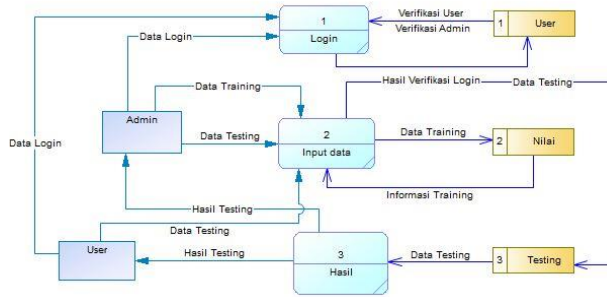 1
Login
Verifikasi User
Verifikasi Admin
1 User
Data Login
Hasil Verifikasi Login
Data Testing
Data Training
Admin
Data Testing
2
Input data
Data Training
2 Nilai
Data Login
Informasi Training
Hasil Testing
Data Testing
User
Hasil Testing
3
Hasil
Data Testing
3 Testing